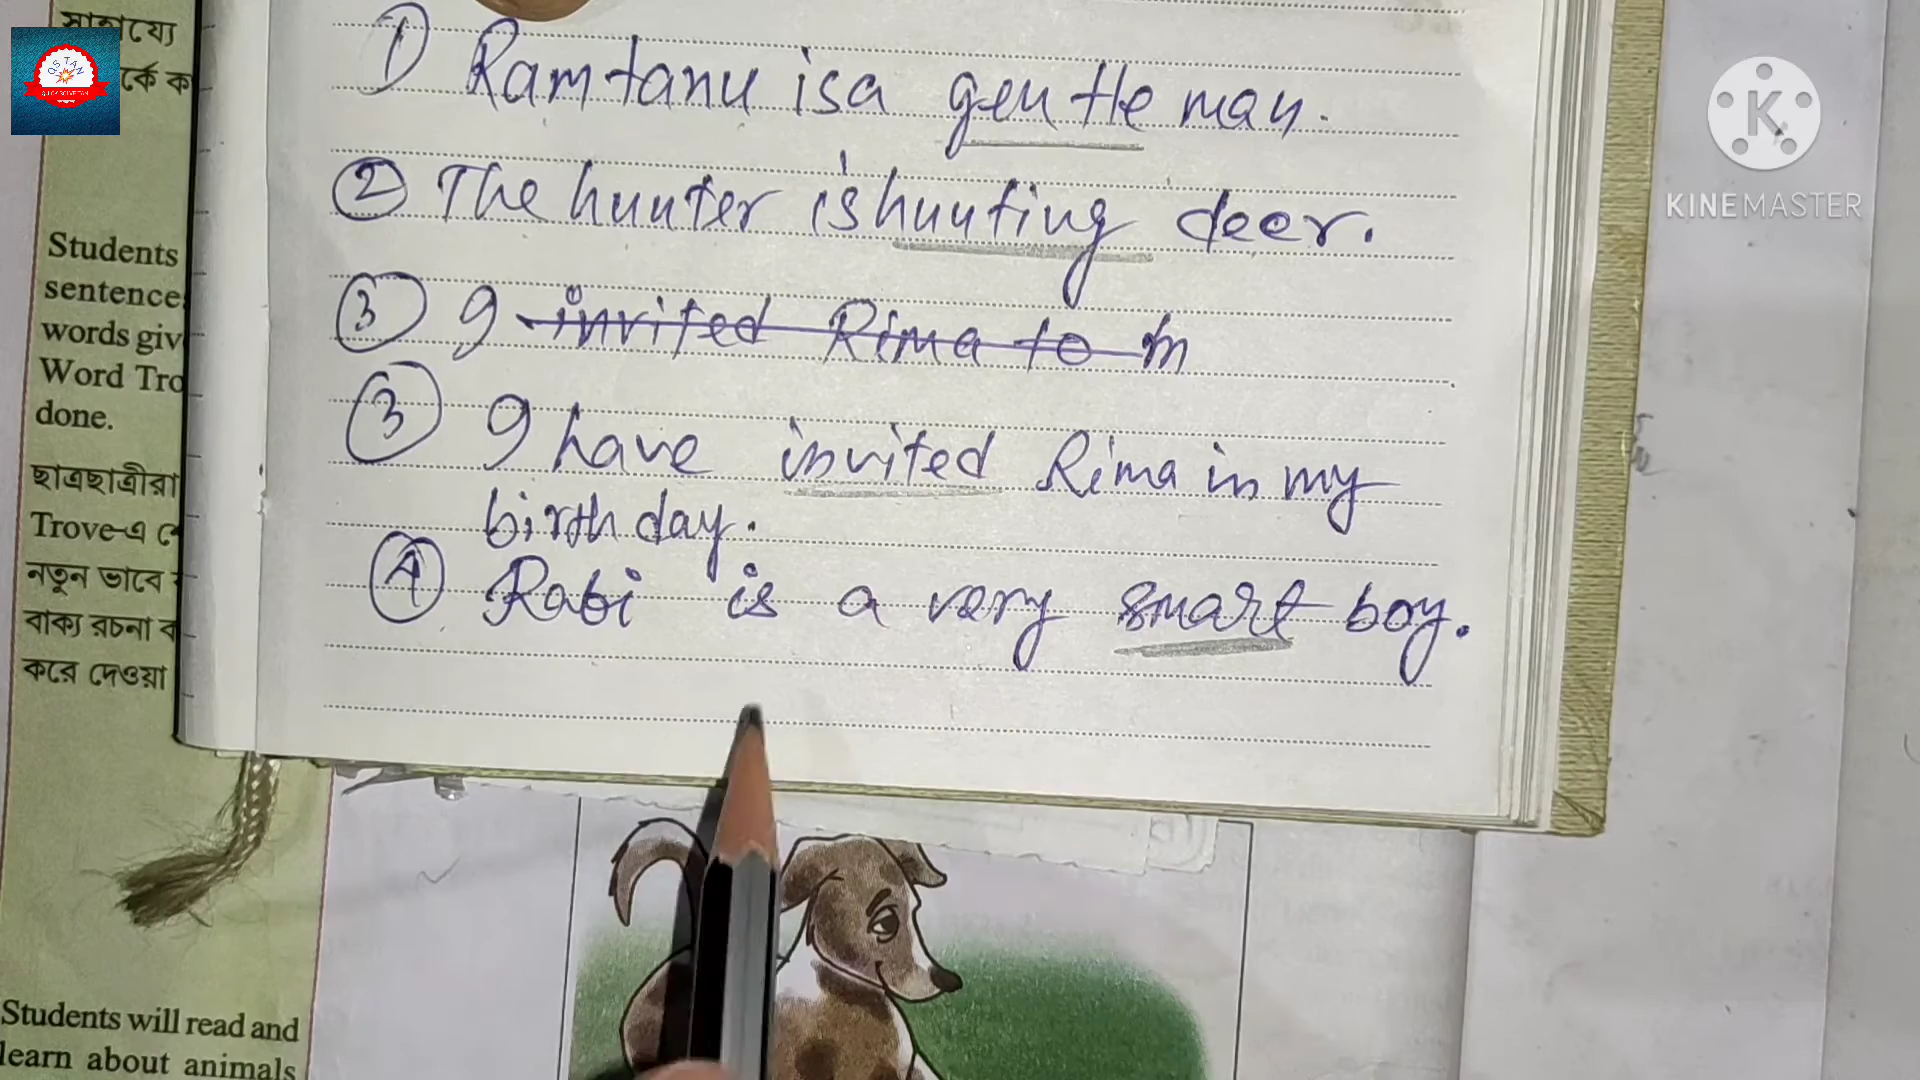 সাহায্যে
র্কে ক
QSTAN
① Ramtanu is a gentle man.
② The hunter is hunting deer.
③ I invited Rima to m
③ I have invited Rima in my
birthday.
④ Rabi is a very smart boy.
KINEMASTER
Students
sentence
words giv
Word Tro
done.
ছাত্রছাত্রীরা
Trove-এ
নতুন ভাবে
বাক্য রচনা ক
করে দেওয়া
Students will read and
learn about animals